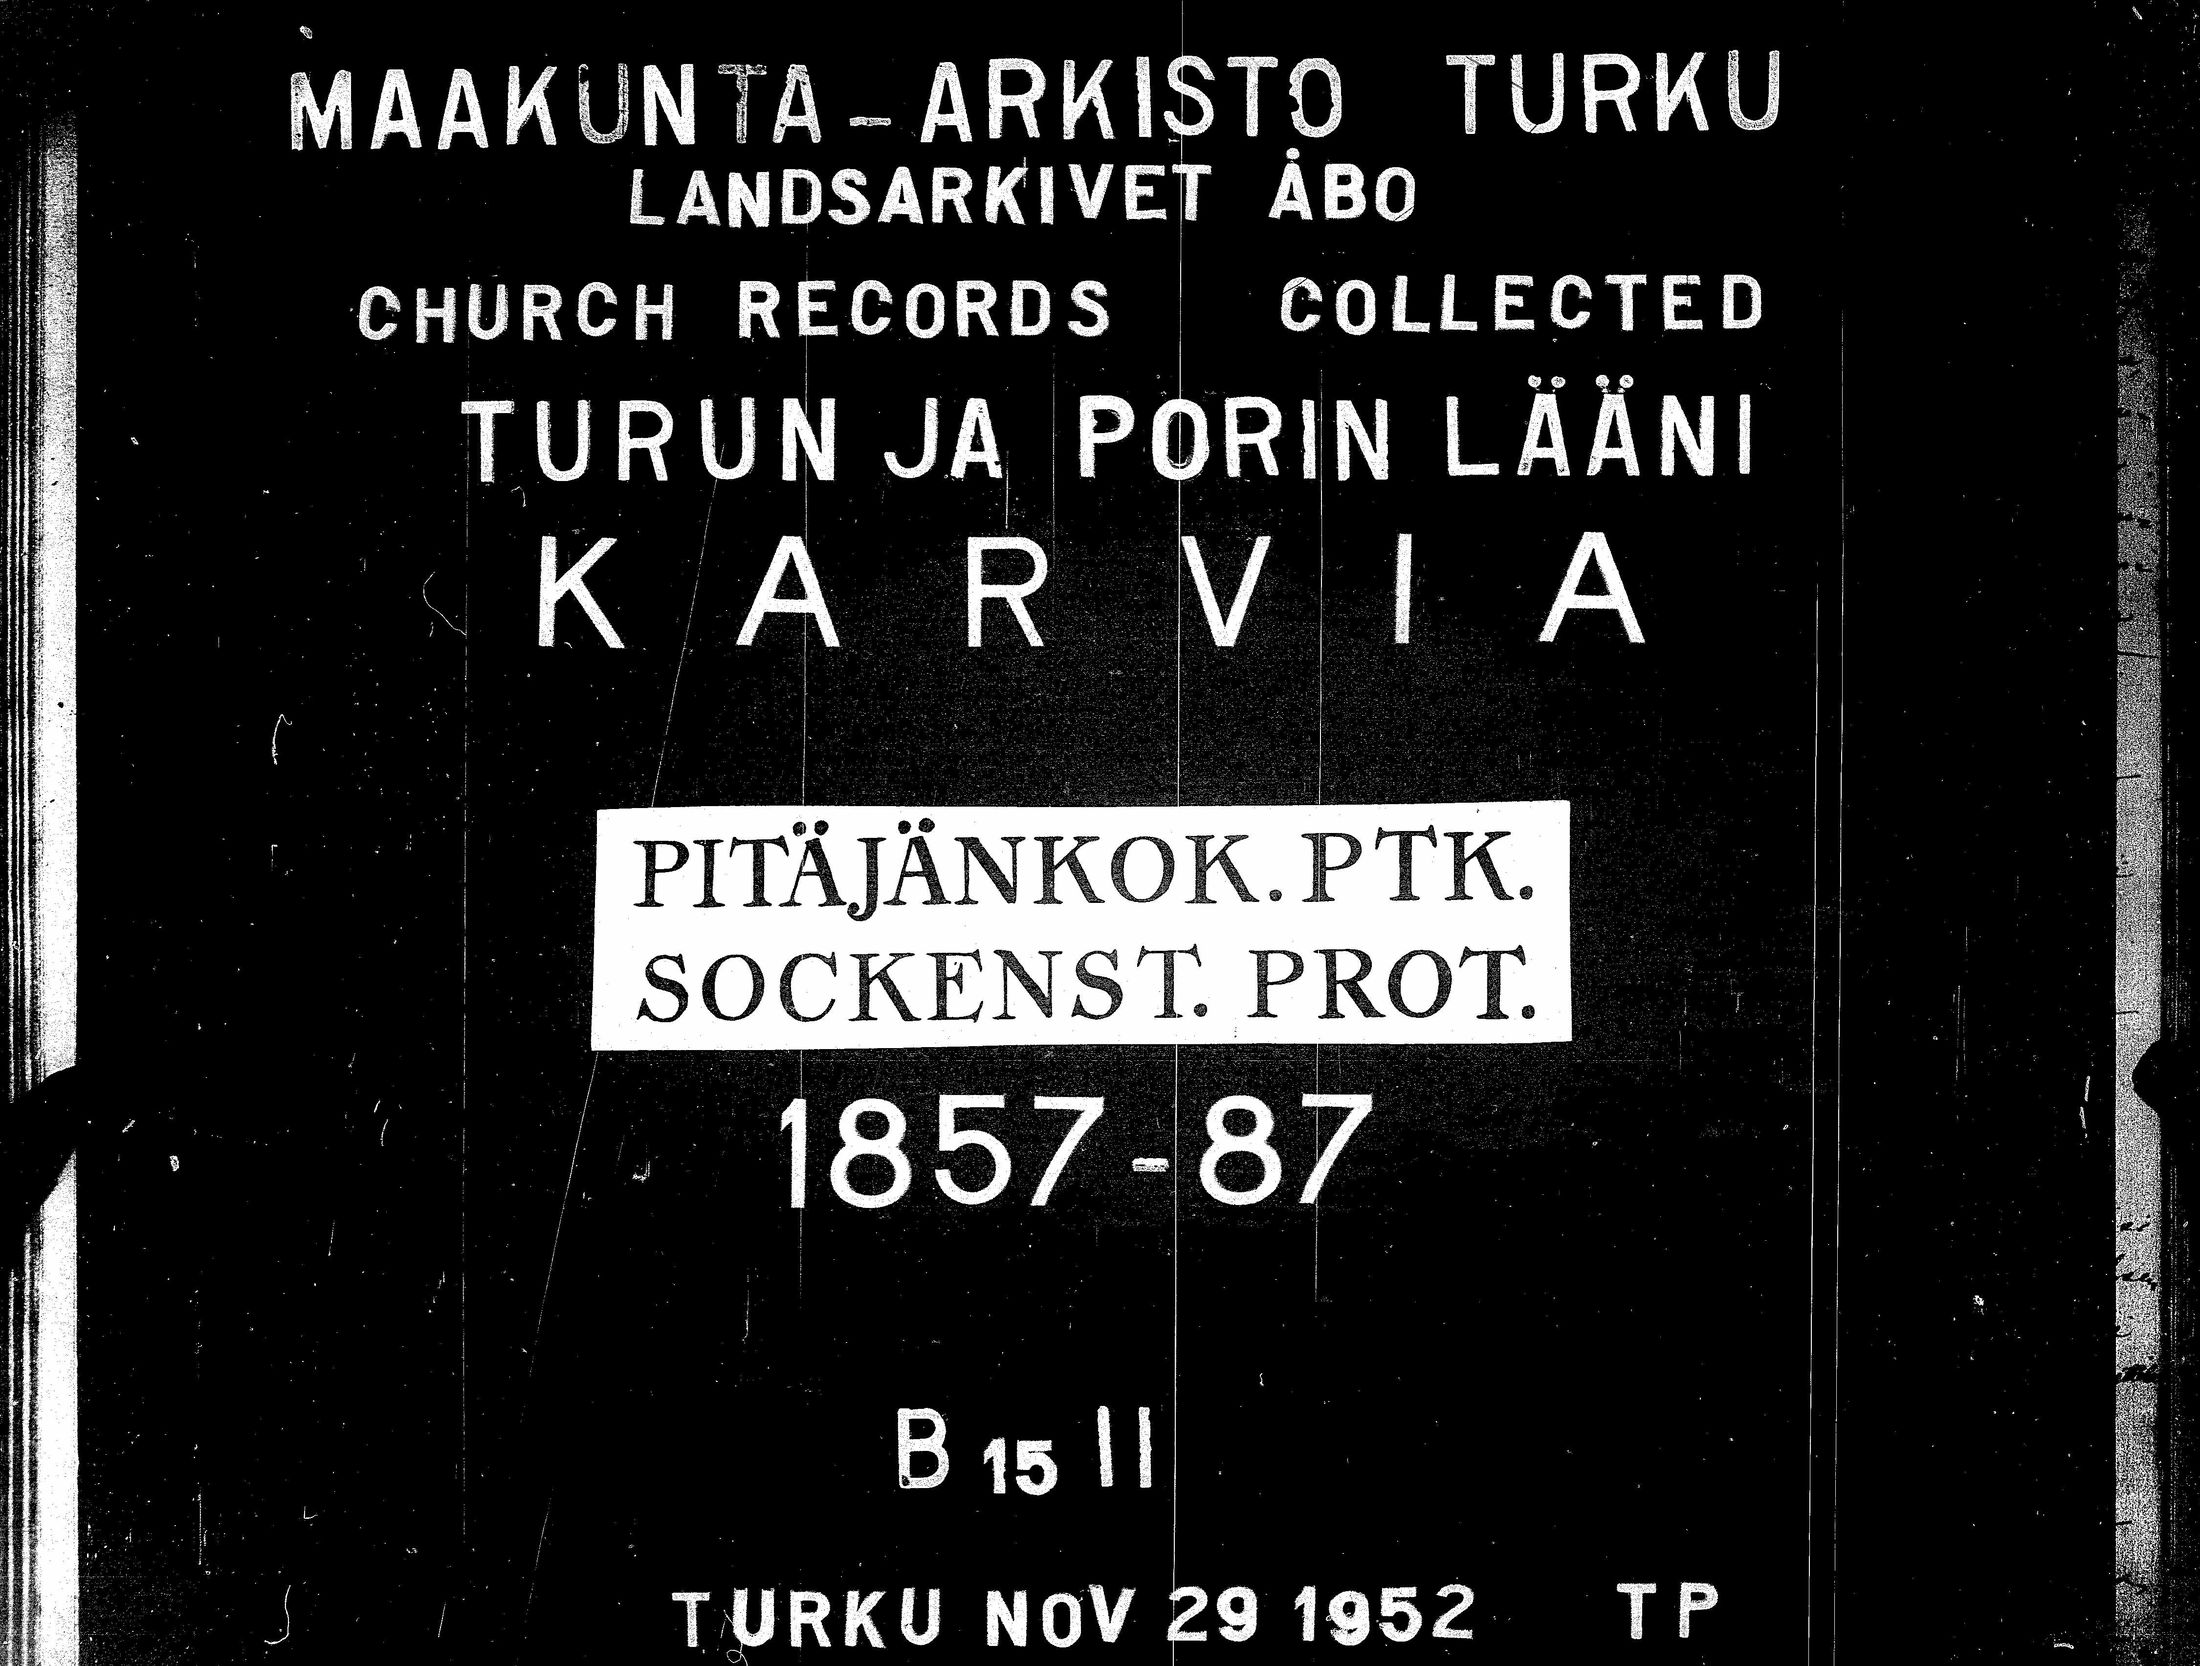 MAAKUNTA-ARKISTO TURKU
LANDSARKIVET ÅBO
CHURCH RECORDS COLLECTED
TURUN JA PORIN LÄÄNI
KARVIA
PITÄJÄNKOK. PTK.
SOCKENST. PROT.
1857-87
B 15 II
TURKU NOV 29 1952 TP